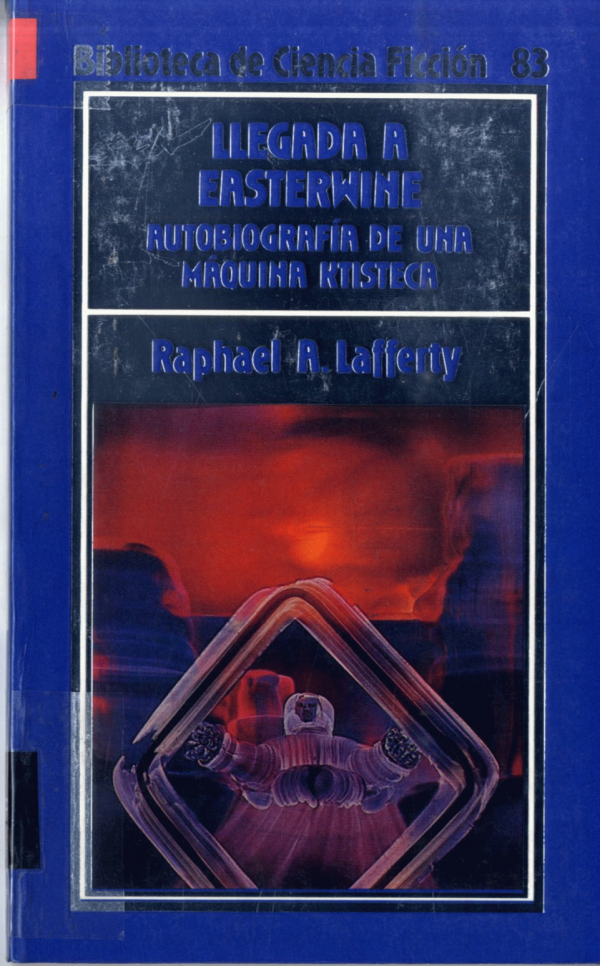 Biblioteca de Ciencia Ficción 83
LLEGADA A
EASTERWINE
AUTOBIOGRAFÍA DE UNA
MÁQUINA KTISTECA
Raphael A. Lafferty